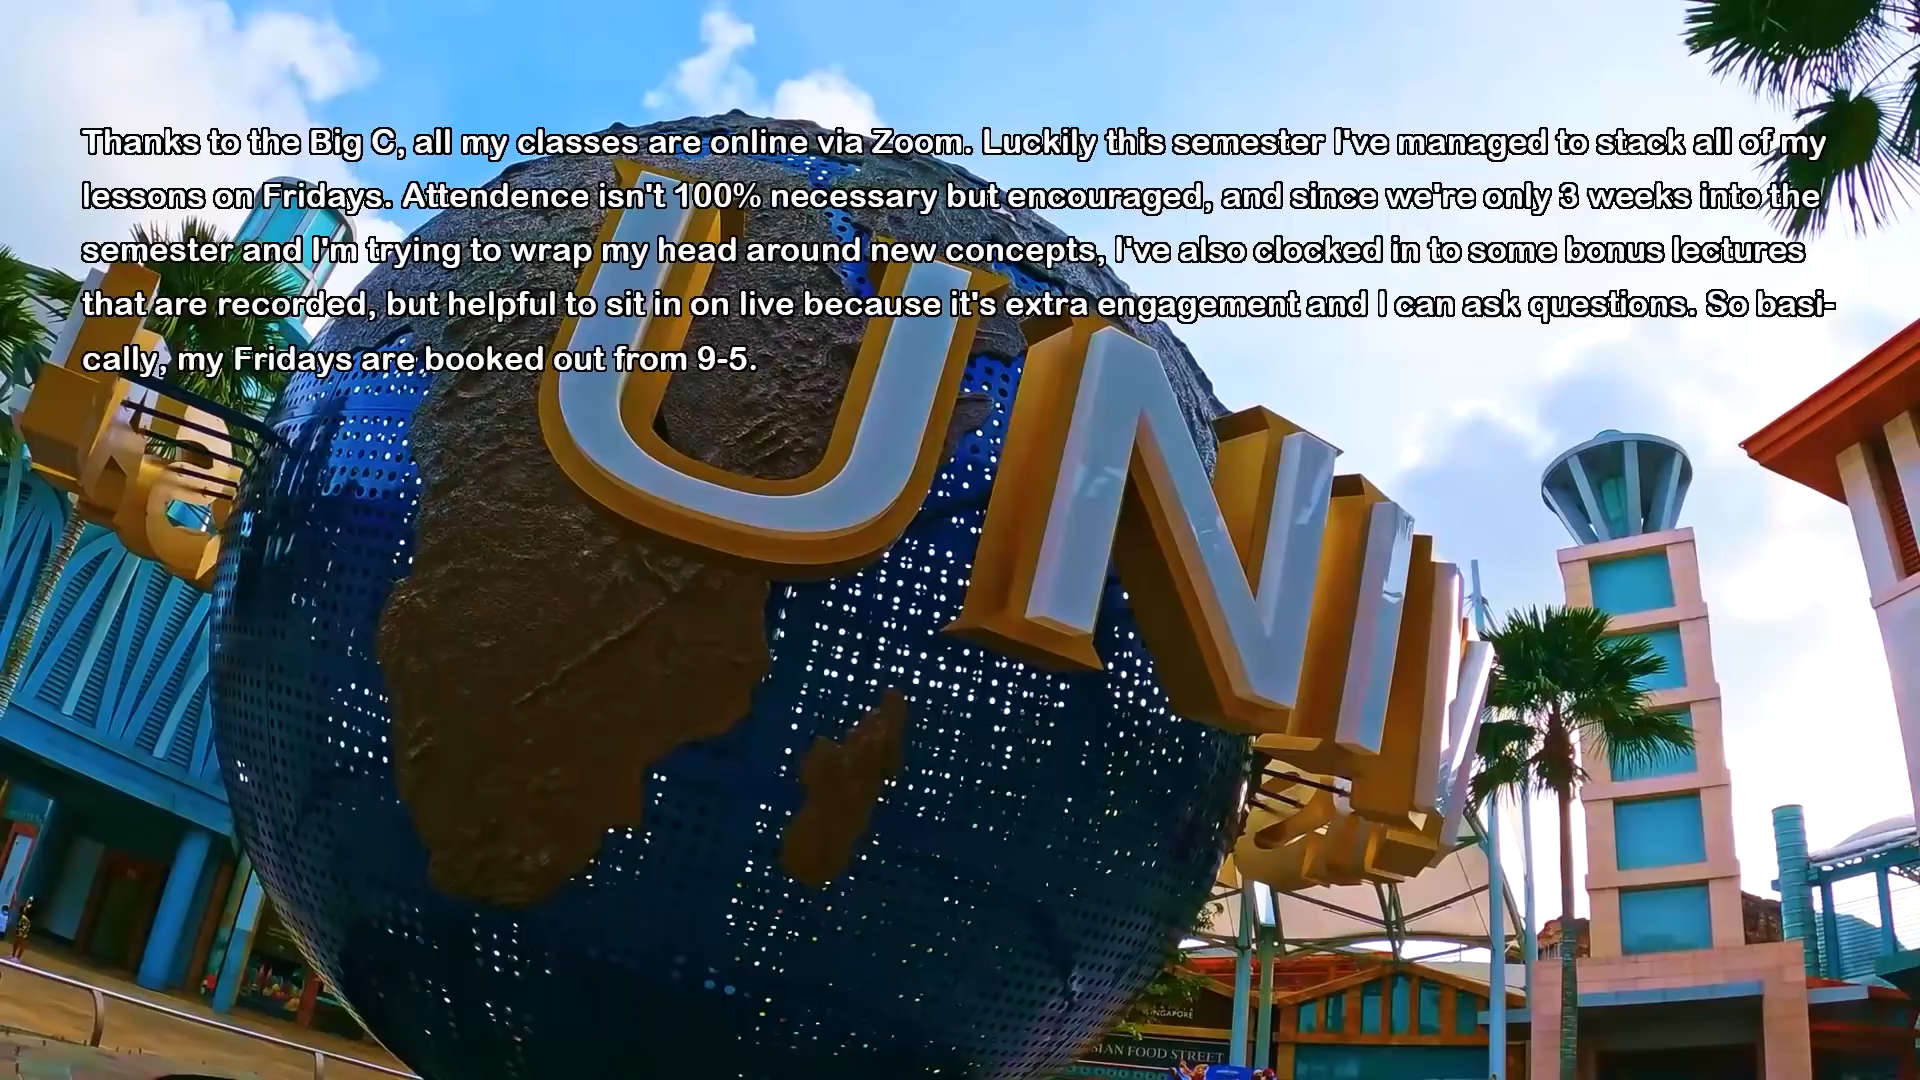 Thanks to the Big C, all my classes are online via Zoom. Luckily this semester I've managed to stack all of my
lessons on Fridays. Attendence isn't 100% necessary but encouraged, and since we're only 3 weeks into the
semester and I'm trying to wrap my head around new concepts, I've also clocked in to some bonus lectures
that are recorded, but helpful to sit in on live because it's extra engagement and I can ask questions. So basi-
cally, my Fridays are booked out from 9-5.
UNIV
SINGAPORE
SIAN FOOD STREET